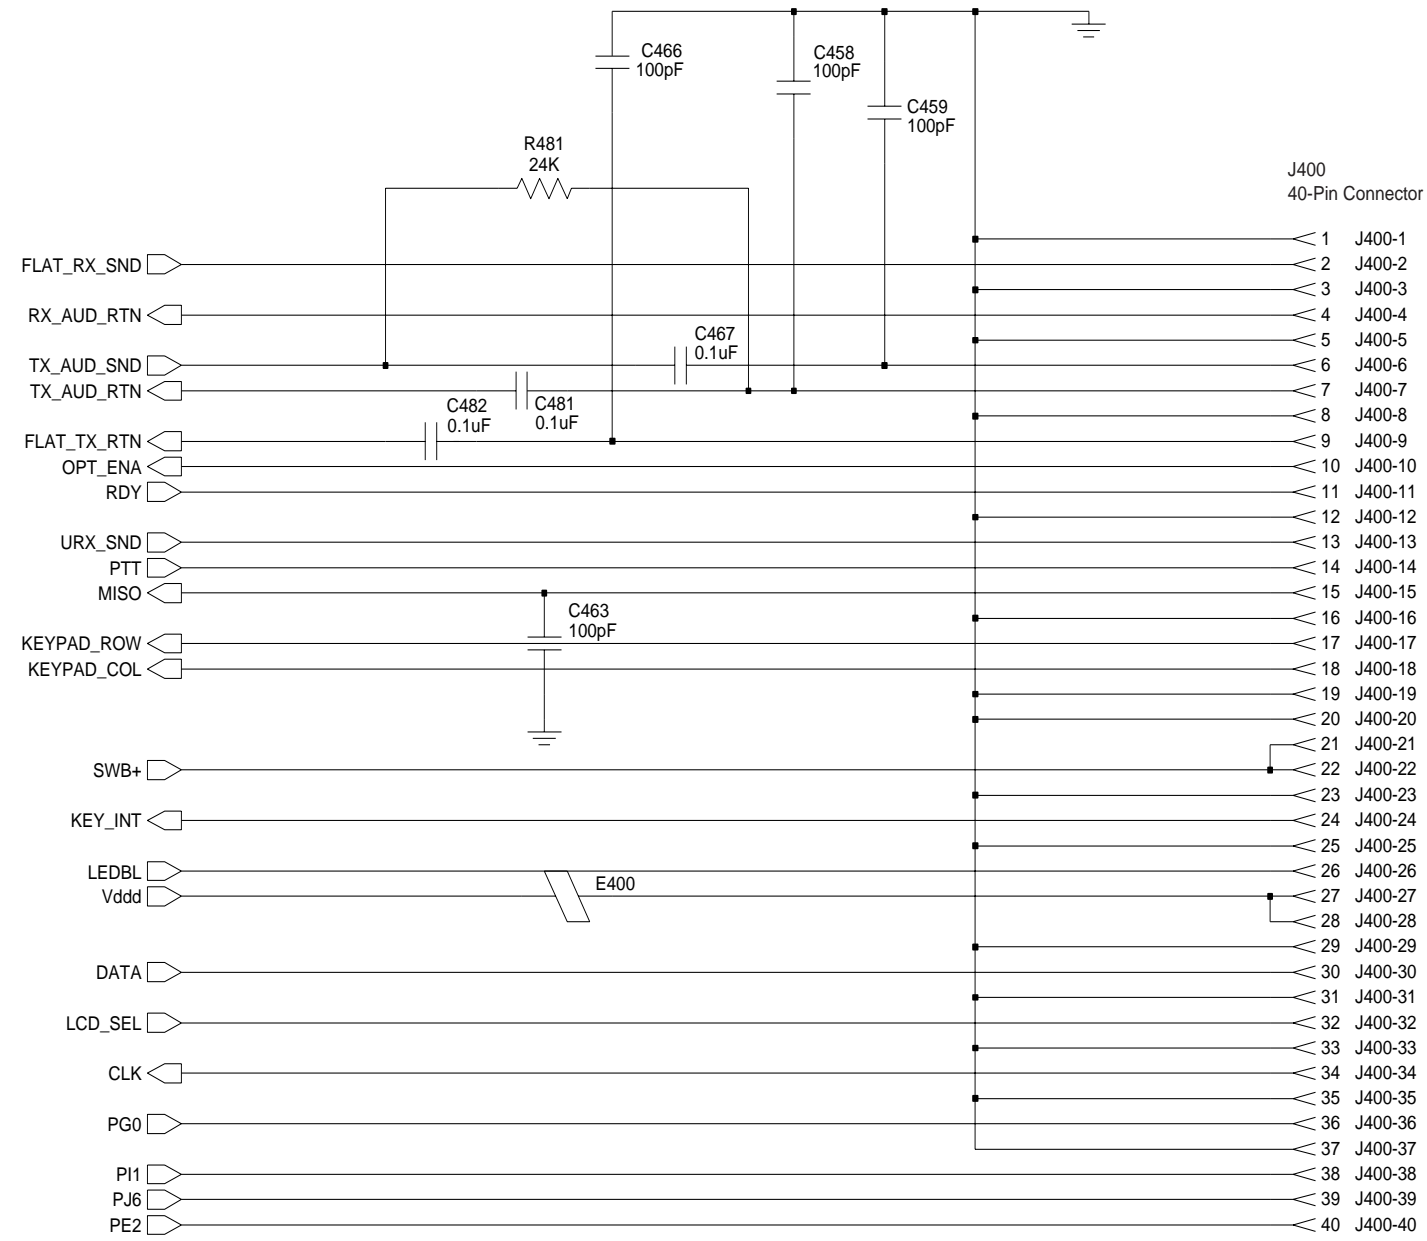 C466
100pF
C458
100pF
C459
100pF
R481
24K
J400
40-Pin Connector
1 J400-1
FLAT_RX_SND 2 J400-2
3 J400-3
RX_AUD_RTN 4 J400-4
C467
0.1uF
5 J400-5
TX_AUD_SND 6 J400-6
TX_AUD_RTN 7 J400-7
C482
0.1uF
C481
0.1uF
8 J400-8
FLAT_TX_RTN 9 J400-9
OPT_ENA 10 J400-10
RDY 11 J400-11
12 J400-12
URX_SND 13 J400-13
PTT 14 J400-14
MISO 15 J400-15
C463
100pF
16 J400-16
KEYPAD_ROW 17 J400-17
KEYPAD_COL 18 J400-18
19 J400-19
20 J400-20
21 J400-21
SWB+ 22 J400-22
23 J400-23
KEY_INT 24 J400-24
25 J400-25
LEDBL 26 J400-26
E400
Vddd 27 J400-27
28 J400-28
29 J400-29
DATA 30 J400-30
31 J400-31
LCD_SEL 32 J400-32
33 J400-33
CLK 34 J400-34
35 J400-35
PG0 36 J400-36
37 J400-37
PI1 38 J400-38
PJ6 39 J400-39
PE2 40 J400-40